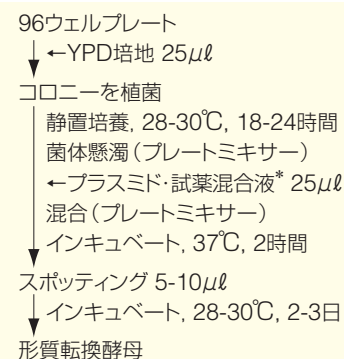 96ウェルプレート
←YPD培地 25μℓ
コロニーを植菌
静置培養, 28-30℃, 18-24時間
菌体懸濁（プレートミキサー）
←プラスミド・試薬混合液* 25μℓ
混合（プレートミキサー）
インキュベート, 37℃, 2時間
スポッティング 5-10μℓ
インキュベート, 28-30℃, 2-3日
形質転換酵母